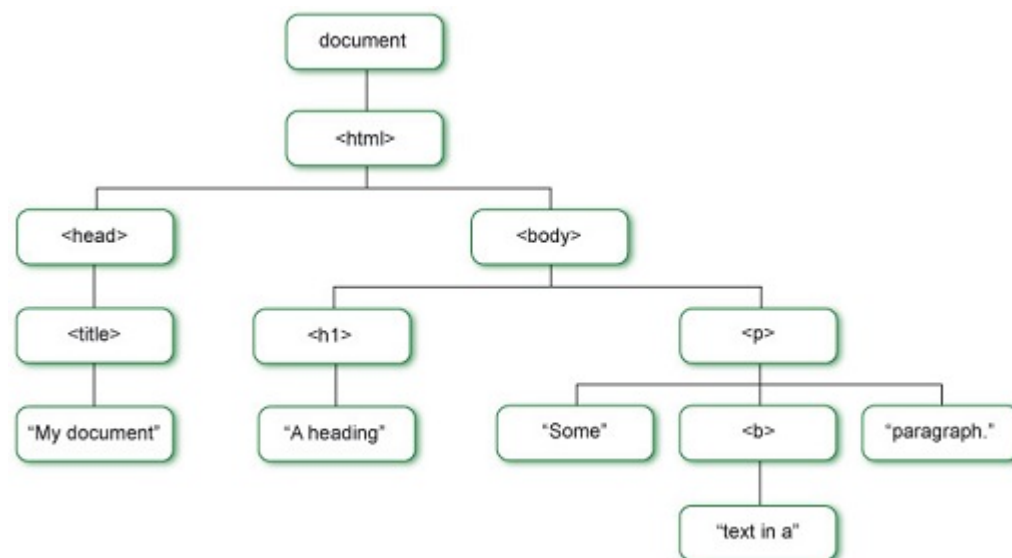 document
<html>
<head>
<body>
<title>
<h1>
<p>
“My document”
“A heading”
“Some”
<b>
“paragraph.”
“text in a”